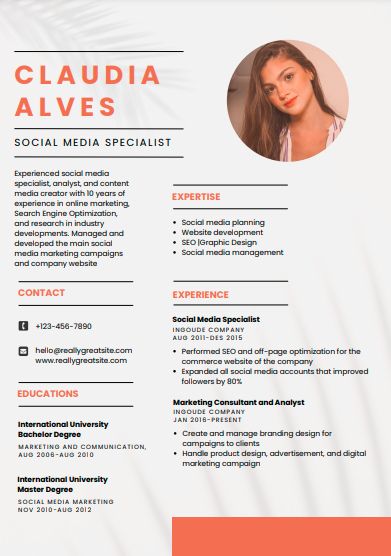 CLAUDIA
ALVES
SOCIAL MEDIA SPECIALIST
Experienced social media
specialist, analyst, and content
media creator with 10 years of
experience in online marketing,
Search Engine Optimization,
and research in industry
developments. Managed and
developed the main social
media marketing campaigns
and company website
CONTACT
+123-456-7890
hello@reallygreatsite.com
www.reallygreatsite.com
EDUCATIONS
International University
Bachelor Degree
MARKETING AND COMMUNICATION,
AUG 2006-AUG 2010
International University
Master Degree
SOCIAL MEDIA MARKETING
NOV 2010-AUG 2012
EXPERTISE
• Social media planning
• Website development
• SEO |Graphic Design
• Social media management
EXPERIENCE
Social Media Specialist
INGOUDE COMPANY
AUG 2011-DES 2015
• Performed SEO and off-page optimization for the
commerce website of the company
• Expanded all social media accounts that improved
followers by 80%
Marketing Consultant and Analyst
INGOUDE COMPANY
JAN 2016-PRESENT
• Create and manage branding design for
campaigns to clients
• Handle product design, advertisement, and digital
marketing campaign